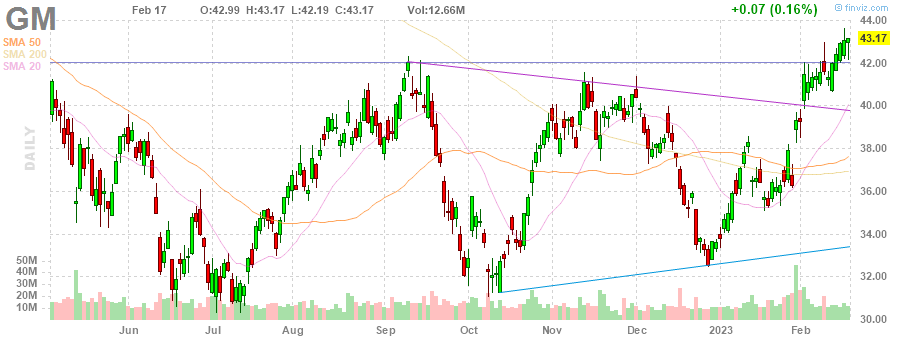 GM
Feb 17 O:42.99 H:43.17 L:42.19 C:43.17 Vol:12.66M +0.07 (0.16%)
© finviz.com
SMA 50
SMA 200
SMA 20
DAILY
44.00
43.17
42.00
40.00
38.00
36.00
34.00
32.00
30.00
50M
40M
30M
20M
10M
Jun Jul Aug Sep Oct Nov Dec 2023 Feb